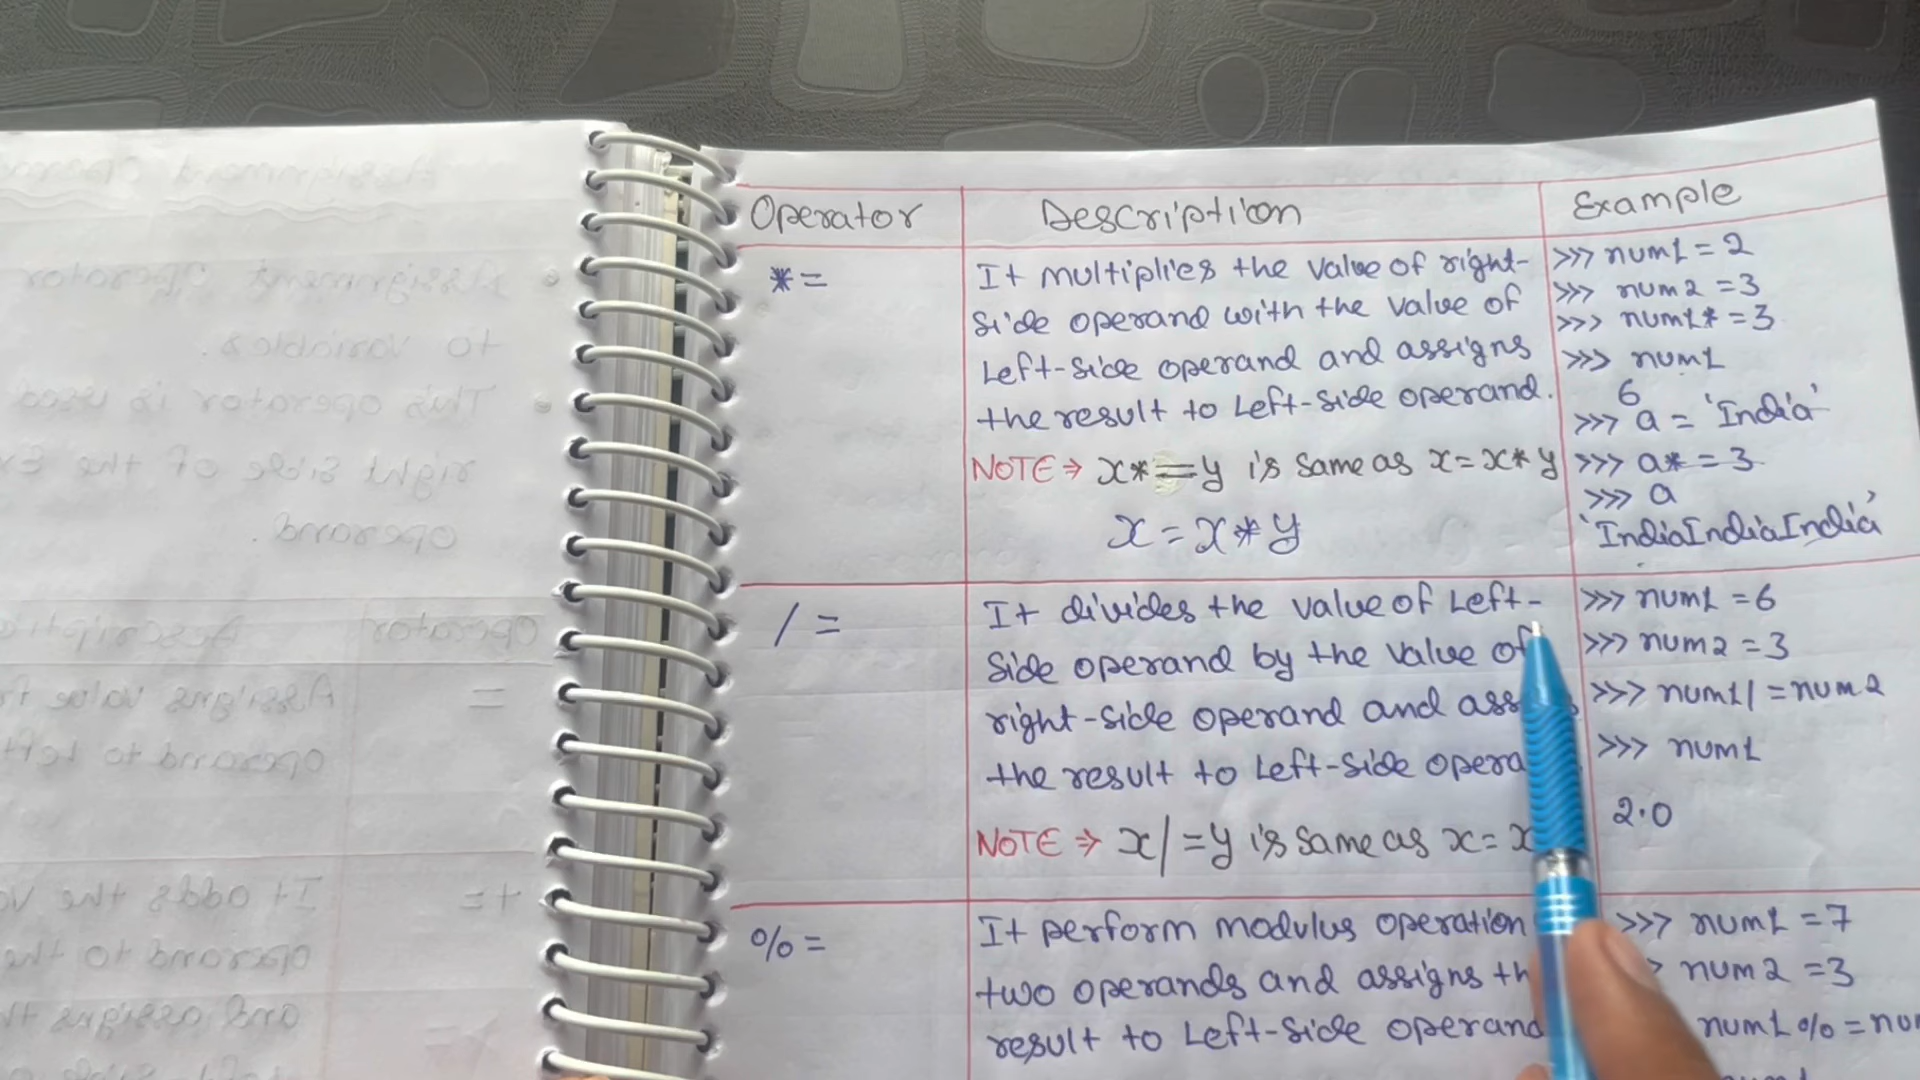 Operator Description Example
*=
It multiplies the value of right-
side operand with the value of
Left-side operand and assigns
the result to Left-side operand.
NOTE ⇒ x*=y is same as x=x*y
x=x*y
>>> num1=2
>>> num2=3
>>> num1*=3
>>> num1
6
>>> a='India'
>>> a*=3
>>> a
'IndiaIndiaIndia'
/=
It divides the value of Left-
side operand by the value of
right-side operand and
the result to Left-side
NOTE ⇒ x/=y is same as x=x
>>> num1=6
>>> num2=3
>>> num1/=num2
>>> num1
2.0
%=
It perform modulus operation
two operands and assigns
result to Left-side operand
>>> num1=7
> num2=3
num1%=